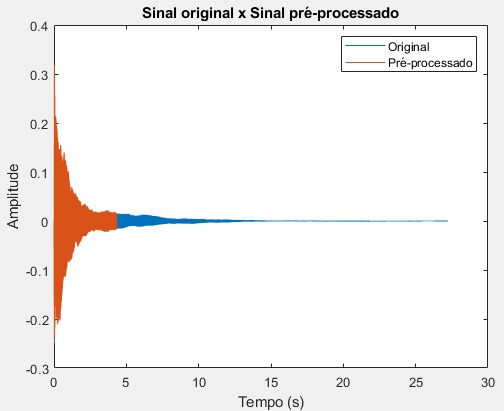 Sinal original x Sinal pré-processado
0.4
Original
Pré-processado
0.3
0.2
0.1
0
-0.1
-0.2
-0.3
Amplitude
0 5 10 15 20 25 30
Tempo (s)